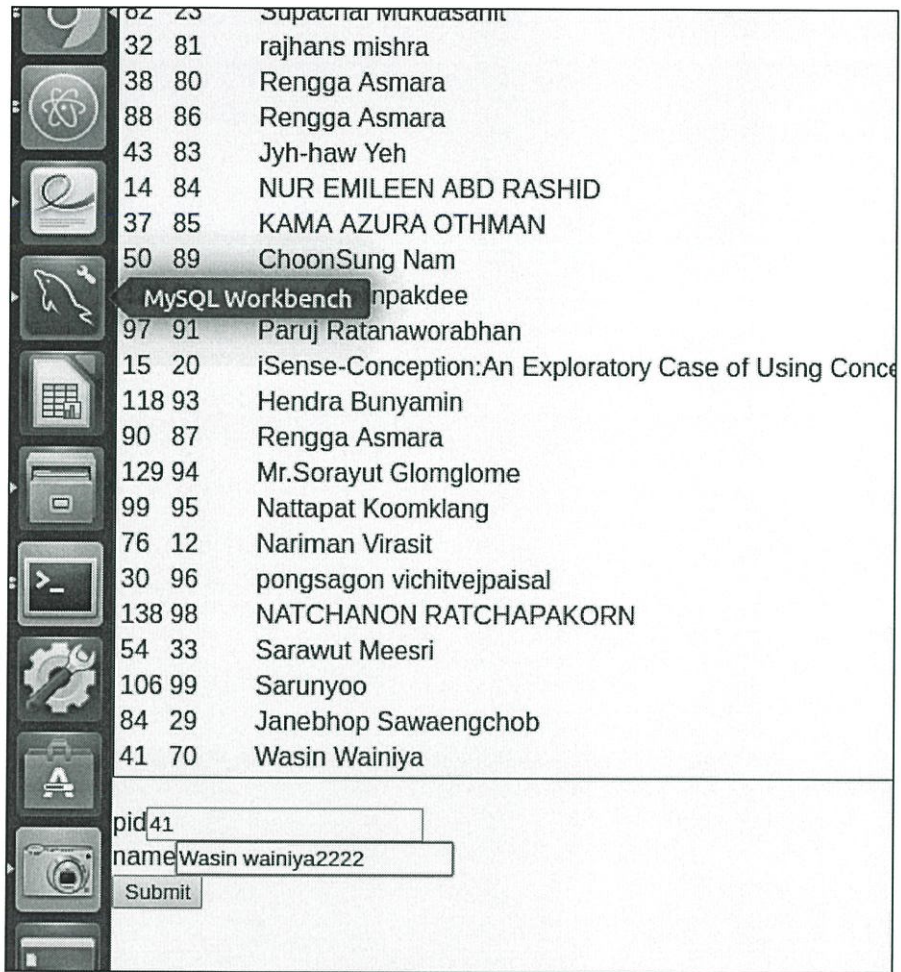 82 23 Supachai Mukdasanit
32 81 rajhans mishra
38 80 Rengga Asmara
88 86 Rengga Asmara
43 83 Jyh-haw Yeh
14 84 NUR EMILEEN ABD RASHID
37 85 KAMA AZURA OTHMAN
50 89 ChoonSung Nam
MySQL Workbench npakdee
97 91 Paruj Ratanaworabhan
15 20 iSense-Conception:An Exploratory Case of Using Conce
118 93 Hendra Bunyamin
90 87 Rengga Asmara
129 94 Mr.Sorayut Glomglome
99 95 Nattapat Koomklang
76 12 Nariman Virasit
30 96 pongsagon vichitvejpaisal
138 98 NATCHANON RATCHAPAKORN
54 33 Sarawut Meesri
106 99 Sarunyoo
84 29 Janebhop Sawaengchob
41 70 Wasin Wainiya
pid 41
name Wasin wainiya2222
Submit